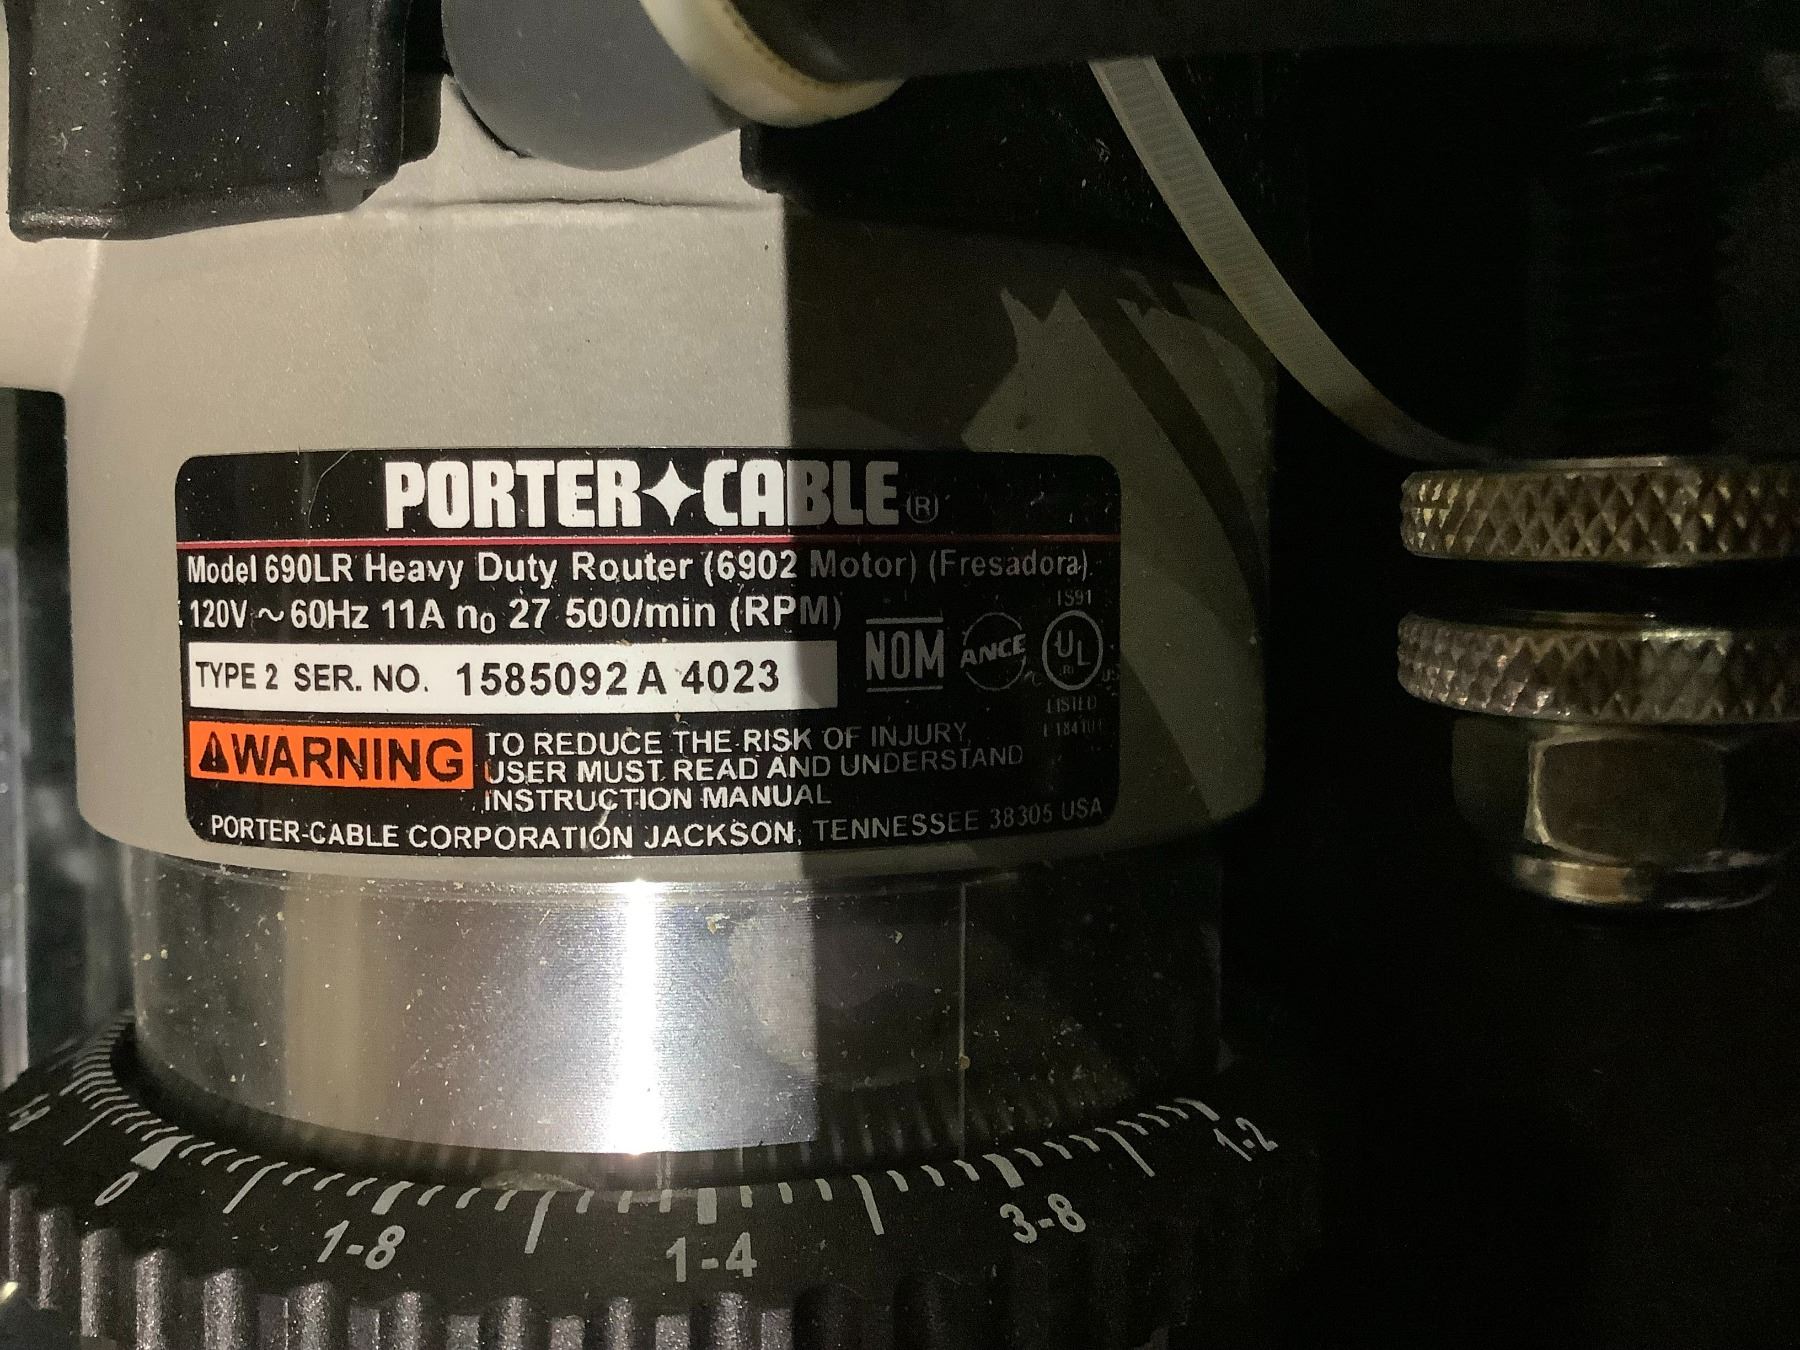 PORTER✦CABLE®
Model 690LR Heavy Duty Router (6902 Motor) (Fresadora)
120V ~ 60Hz 11A n₀ 27 500/min (RPM)
TYPE 2 SER. NO. 1585092 A 4023
NOM ANCE UL
LISTED
WARNING
TO REDUCE THE RISK OF INJURY,
USER MUST READ AND UNDERSTAND
INSTRUCTION MANUAL
PORTER-CABLE CORPORATION JACKSON, TENNESSEE 38305 USA
0 1-8 1-4 3-8 1-2